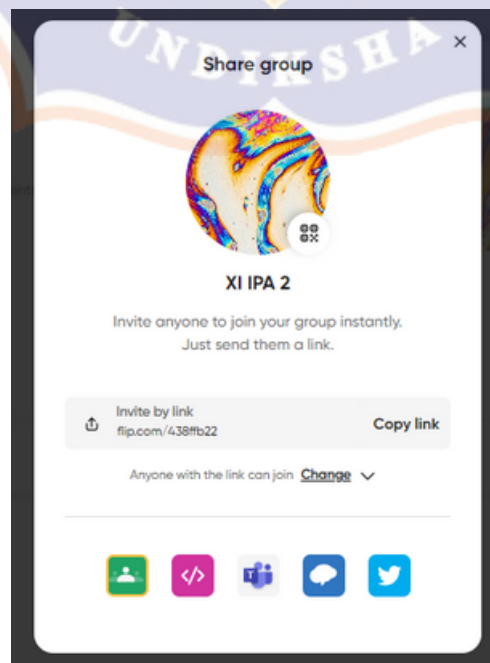 UNDIKSHA
Share group
XI IPA 2
Invite anyone to join your group instantly.
Just send them a link.
Invite by link
flip.com/438ffb22
Copy link
Anyone with the link can join Change